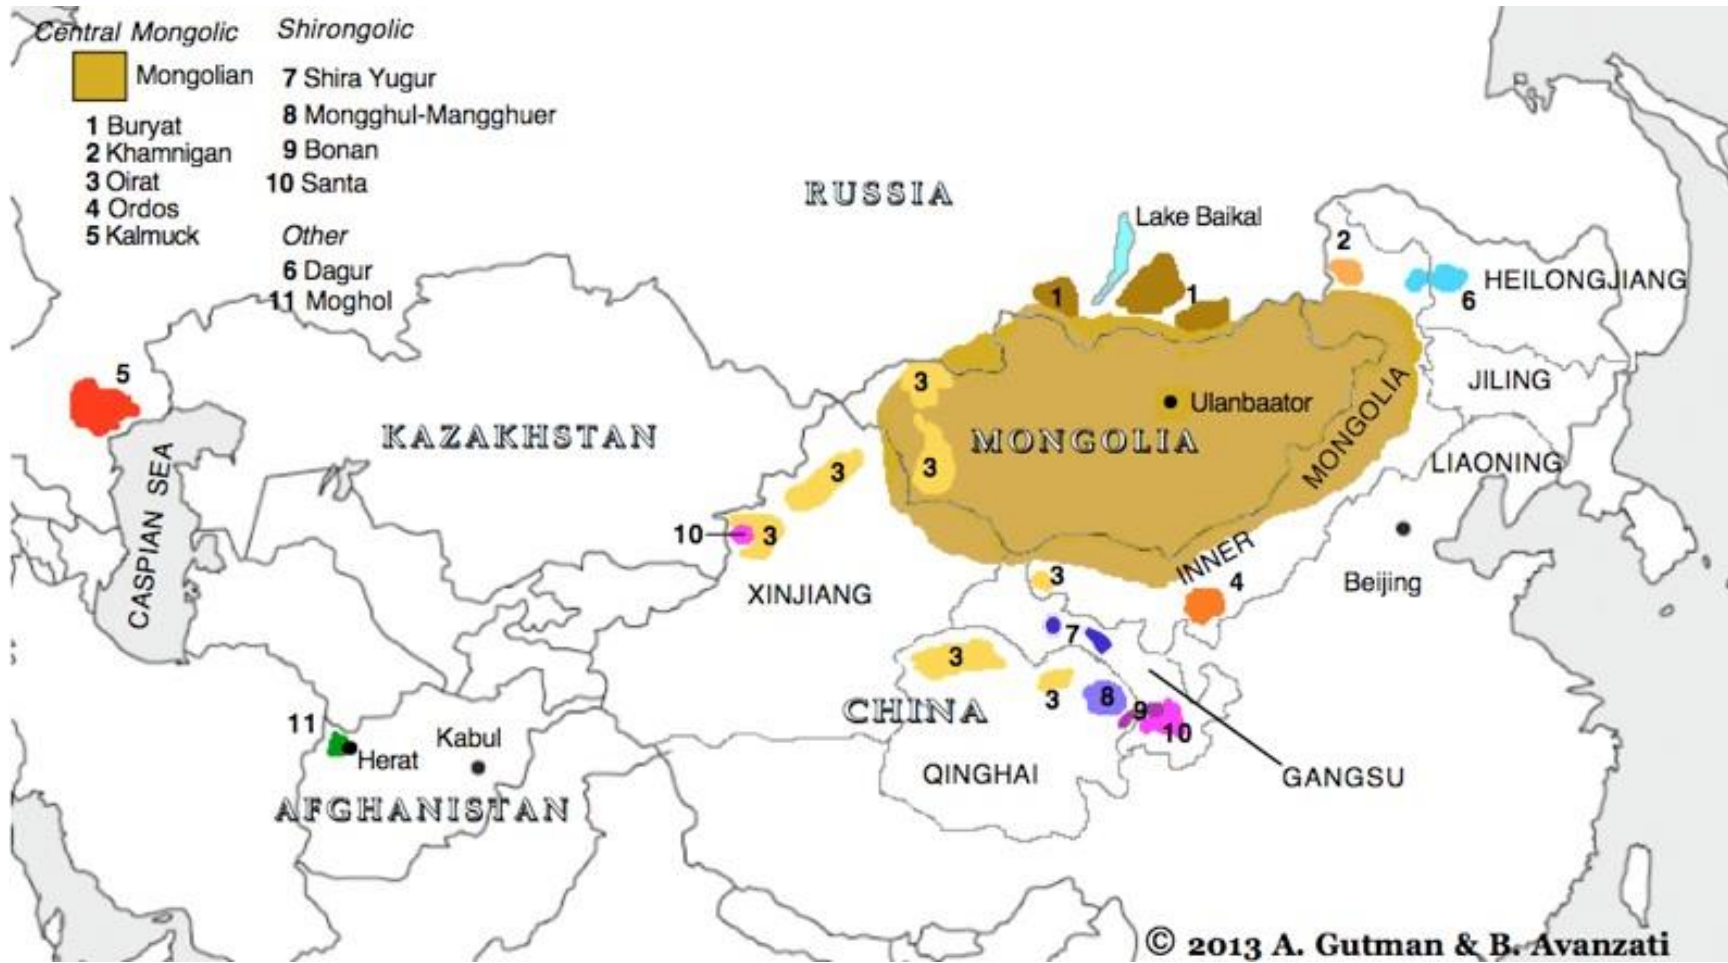 Central Mongolic
Mongolian
1 Buryat
2 Khamnigan
3 Oirat
4 Ordos
5 Kalmuck
Shirongolic
7 Shira Yugur
8 Mongghul-Mangghuer
9 Bonan
10 Santa
Other
6 Dagur
11 Moghol
RUSSIA
Lake Baikal
2
1
1
6
HEILONGJIANG
5
3
JILING
Ulanbaator
KAZAKHSTAN
MONGOLIA
INNER MONGOLIA
LIAONING
3
3
CASPIAN SEA
10
3
XINJIANG
3
4
Beijing
7
3
3
8
9
10
CHINA
11
Herat
Kabul
QINGHAI
GANGSU
AFGHANISTAN
© 2013 A. Gutman & B. Avanzati